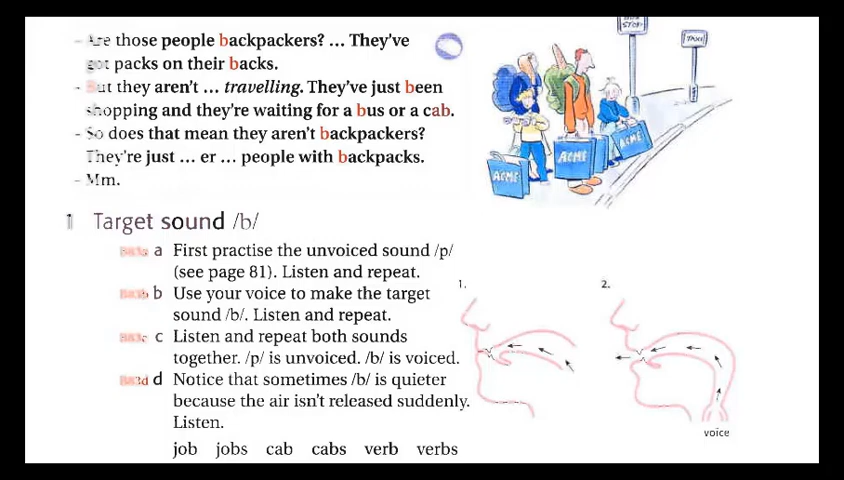 - Are those people backpackers? ... They've
got packs on their backs.
- But they aren't ... travelling. They've just been
shopping and they're waiting for a bus or a cab.
- So does that mean they aren't backpackers?
They're just ... er ... people with backpacks.
- Mm.
BUS
STOP
TAXI
ACME
ACME
ACME
1 Target sound /b/
a First practise the unvoiced sound /p/
(see page 81). Listen and repeat.
b Use your voice to make the target
sound /b/. Listen and repeat.
c Listen and repeat both sounds
together. /p/ is unvoiced. /b/ is voiced.
d Notice that sometimes /b/ is quieter
because the air isn't released suddenly.
Listen.
job jobs cab cabs verb verbs
1.
2.
voice